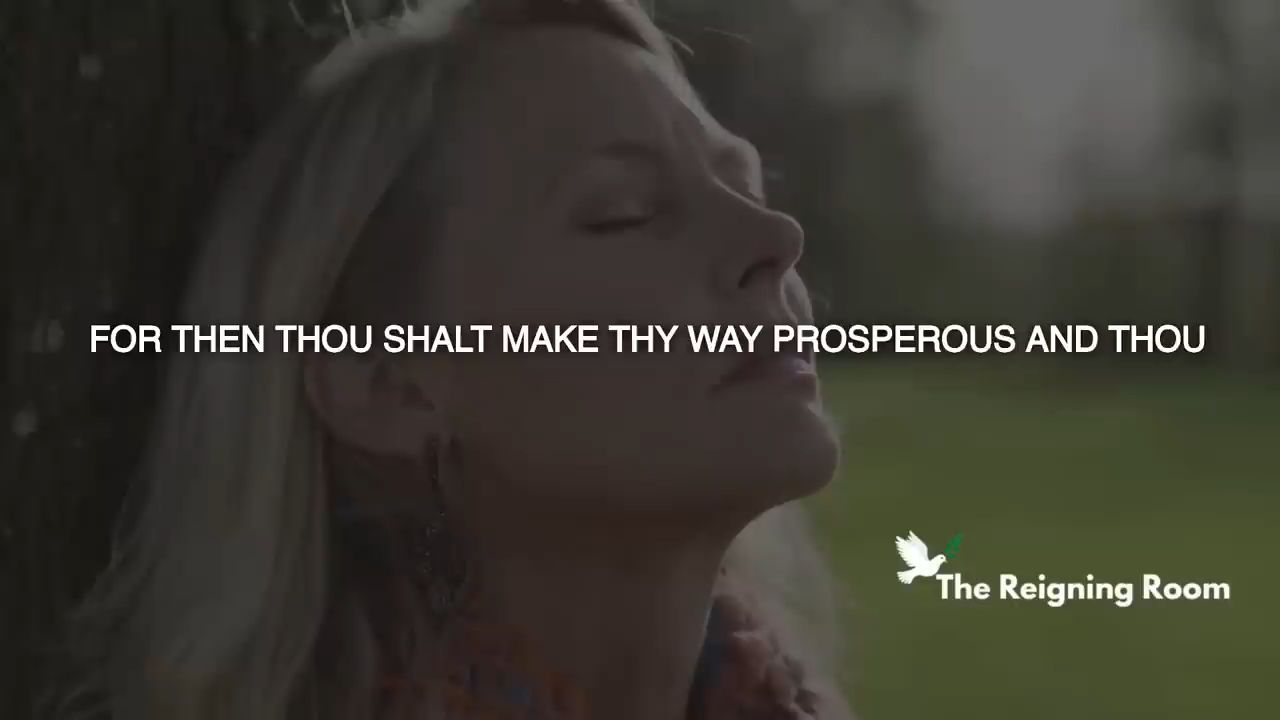 FOR THEN THOU SHALT MAKE THY WAY PROSPEROUS AND THOU
The Reigning Room